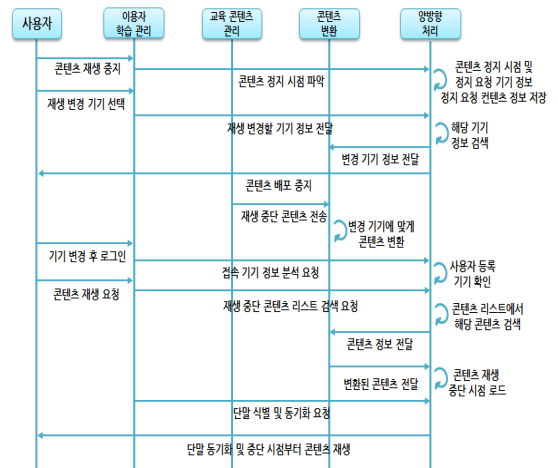 사용자
이용자
학습 관리
교육 콘텐츠
관리
콘텐츠
변환
양방향
처리
콘텐츠 재생 중지
콘텐츠 정지 시점 파악
콘텐츠 정지 시점 및
정지 요청 기기 정보
정지 요청 컨텐츠 정보 저장
재생 변경 기기 선택
재생 변경할 기기 정보 전달
해당 기기
정보 검색
변경 기기 정보 전달
콘텐츠 배포 중지
재생 중단 콘텐츠 전송
변경 기기에 맞게
콘텐츠 변환
기기 변경 후 로그인
접속 기기 정보 분석 요청
사용자 등록
기기 확인
콘텐츠 재생 요청
재생 중단 콘텐츠 리스트 검색 요청
콘텐츠 리스트에서
해당 콘텐츠 검색
콘텐츠 정보 전달
변환된 콘텐츠 전달
콘텐츠 재생
중단 시점 로드
단말 식별 및 동기화 요청
단말 동기화 및 중단 시점부터 콘텐츠 재생